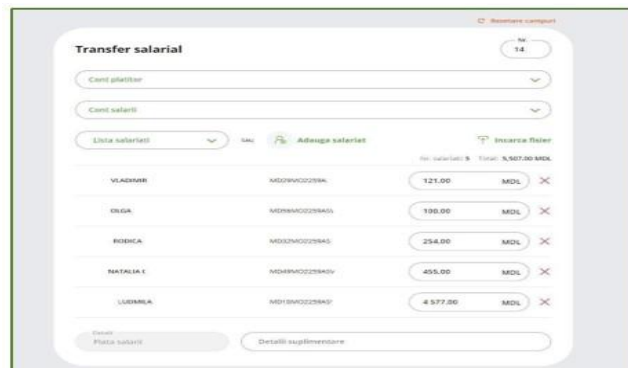 Resetare campuri
Transfer salarial
Nr.
14
Cont platitor
Cont salarii
Lista salariati sau Adauga salariat Incarca fisier
Nr. salariati: 5 Total: 5,507.00 MDL
VLADIMIR 121.00 MDL
OLGA 100.00 MDL
RODICA 254.00 MDL
NATALIA 455.00 MDL
LUDMILA 4 577.00 MDL
Detalii
Plata salarii
Detalii suplimentare